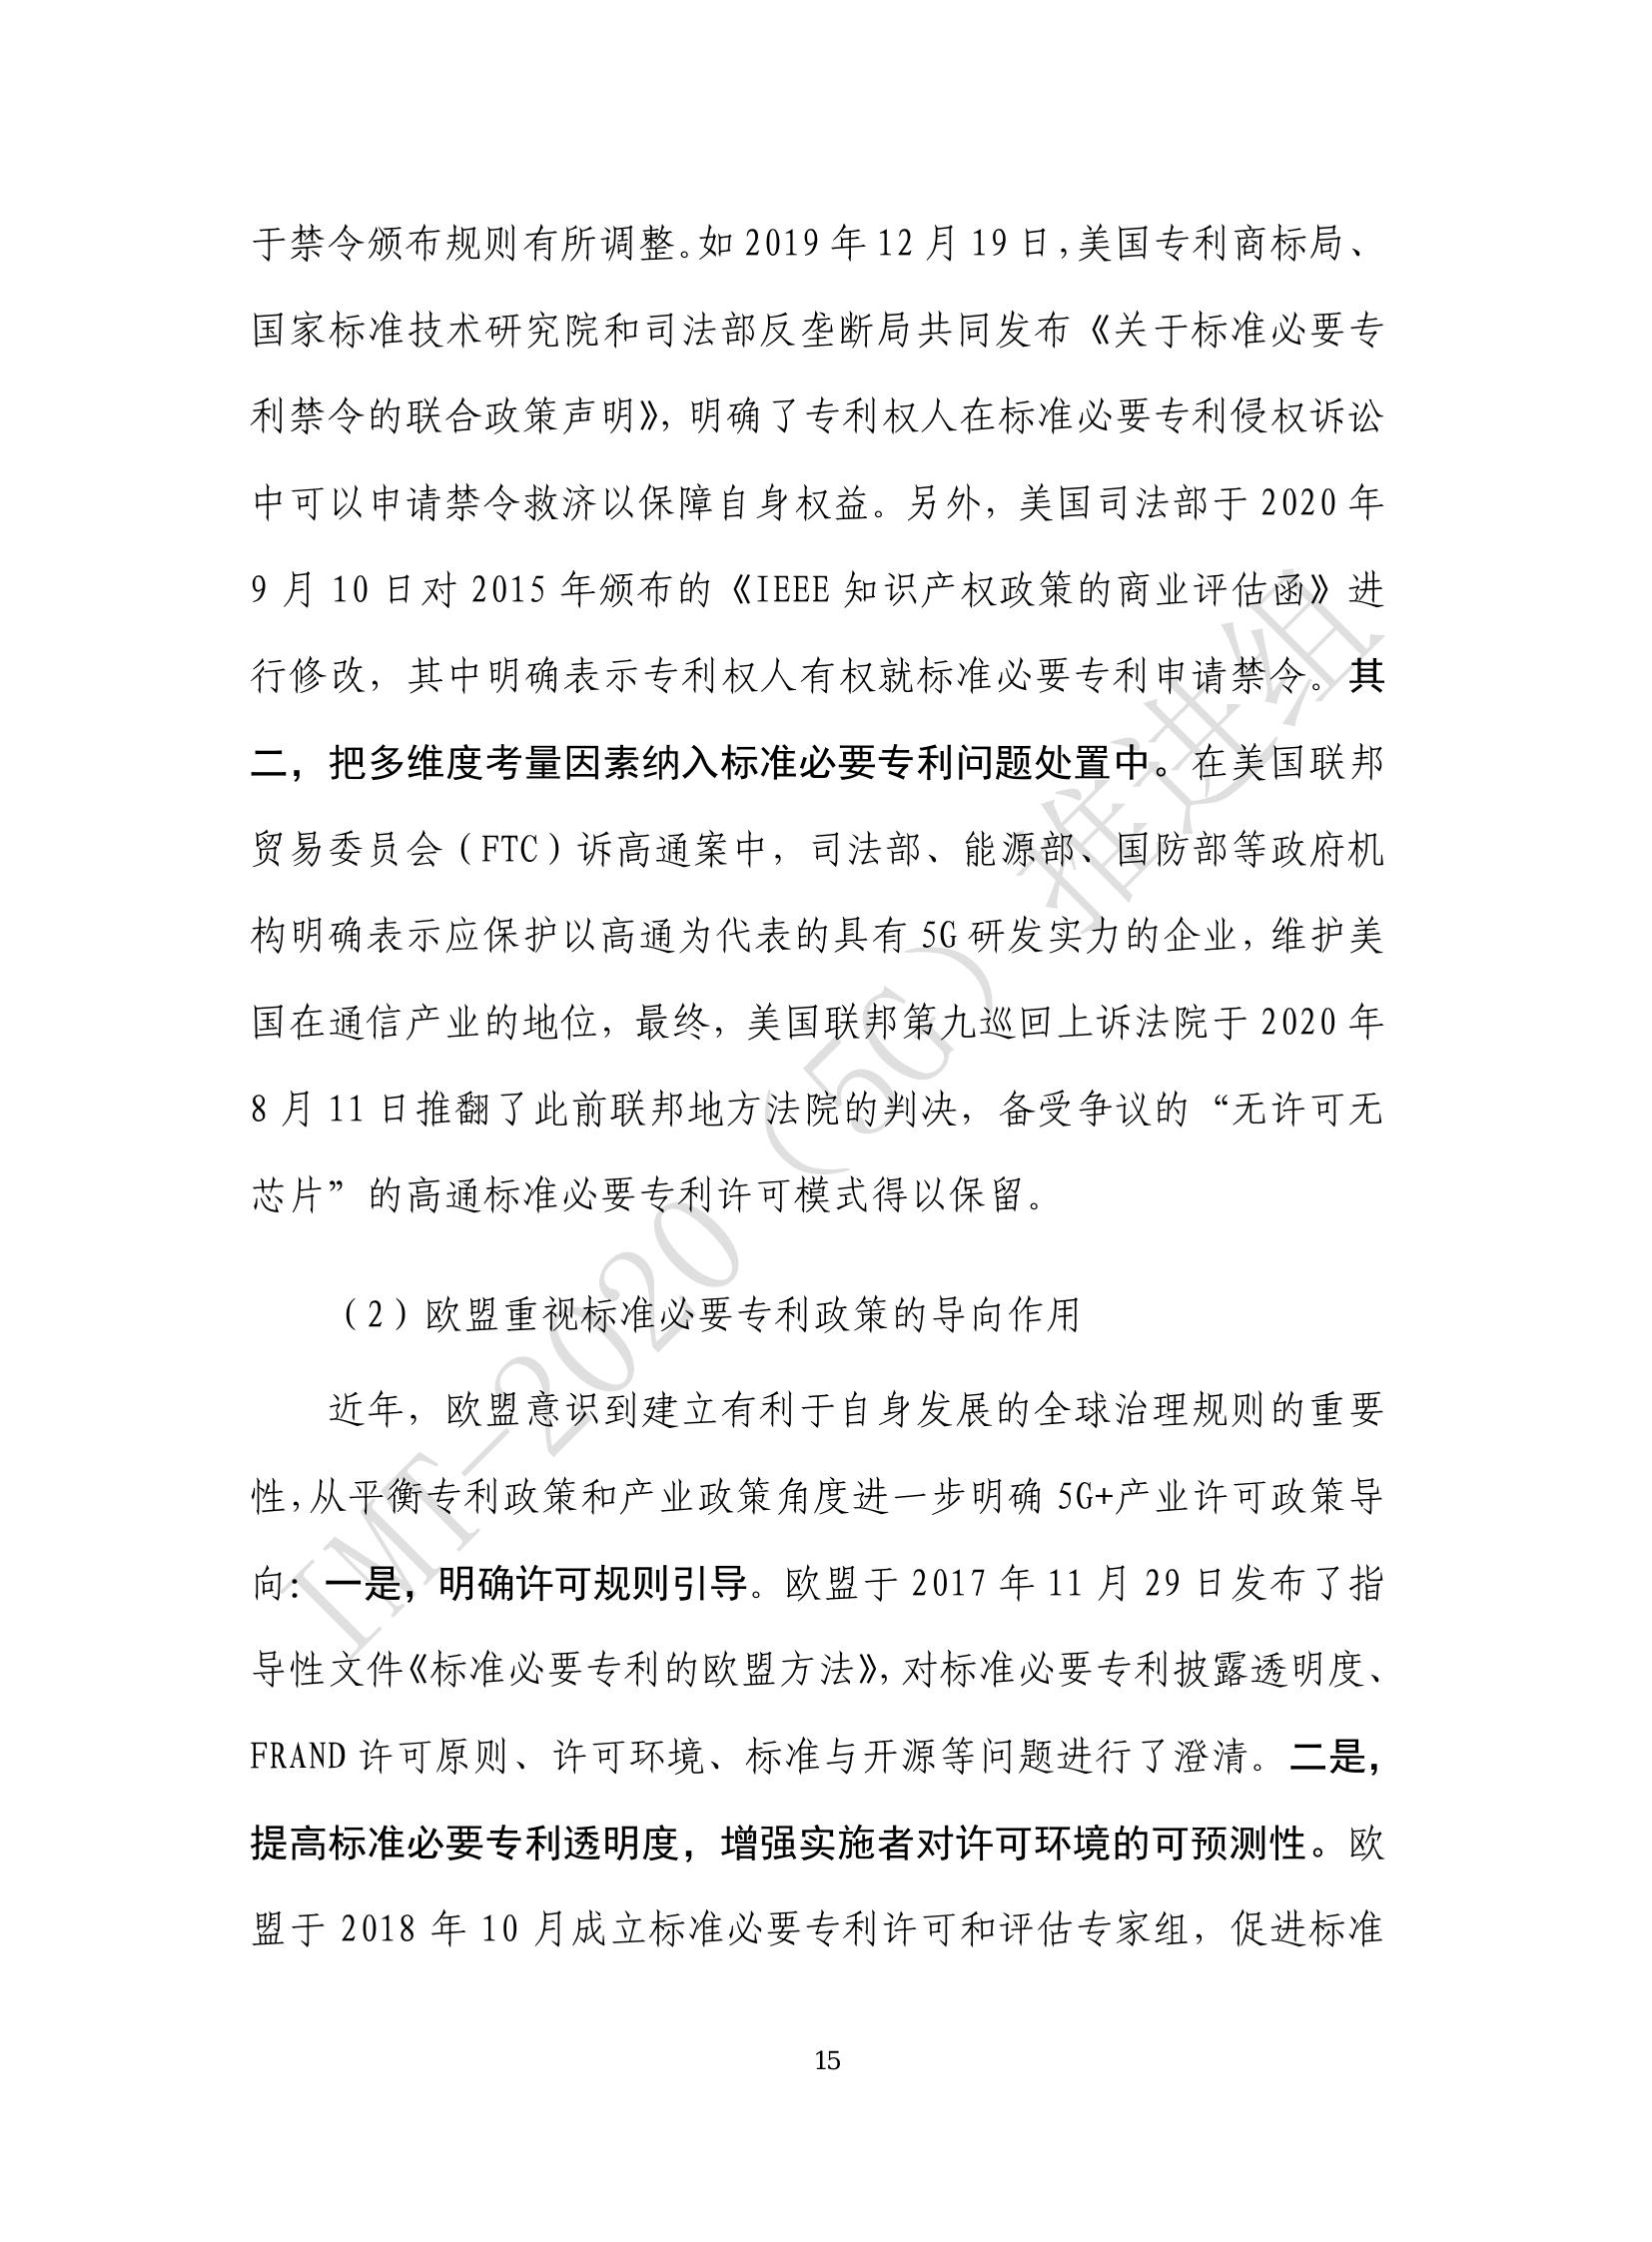 于禁令颁布规则有所调整。如 2019 年 12 月 19 日,美国专利商标局、
国家标准技术研究院和司法部反垄断局共同发布《关于标准必要专
利禁令的联合政策声明》，明确了专利权人在标准必要专利侵权诉讼
中可以申请禁令救济以保障自身权益。另外，美国司法部于 2020 年
9 月 10 日对 2015 年颁布的《IEEE 知识产权政策的商业评估函》进
行修改，其中明确表示专利权人有权就标准必要专利申请禁令。其
二，把多维度考量因素纳入标准必要专利问题处置中。在美国联邦
贸易委员会（FTC）诉高通案中，司法部、能源部、国防部等政府机
构明确表示应保护以高通为代表的具有 5G 研发实力的企业，维护美
国在通信产业的地位，最终，美国联邦第九巡回上诉法院于 2020 年
8 月 11 日推翻了此前联邦地方法院的判决，备受争议的“无许可无
芯片”的高通标准必要专利许可模式得以保留。
（2）欧盟重视标准必要专利政策的导向作用
近年，欧盟意识到建立有利于自身发展的全球治理规则的重要
性,从平衡专利政策和产业政策角度进一步明确 5G+产业许可政策导
向：一是，明确许可规则引导。欧盟于 2017 年 11 月 29 日发布了指
导性文件《标准必要专利的欧盟方法》，对标准必要专利披露透明度、
FRAND 许可原则、许可环境、标准与开源等问题进行了澄清。二是，
提高标准必要专利透明度，增强实施者对许可环境的可预测性。欧
盟于 2018 年 10 月成立标准必要专利许可和评估专家组，促进标准
15
IMT-2020（5G）推进组